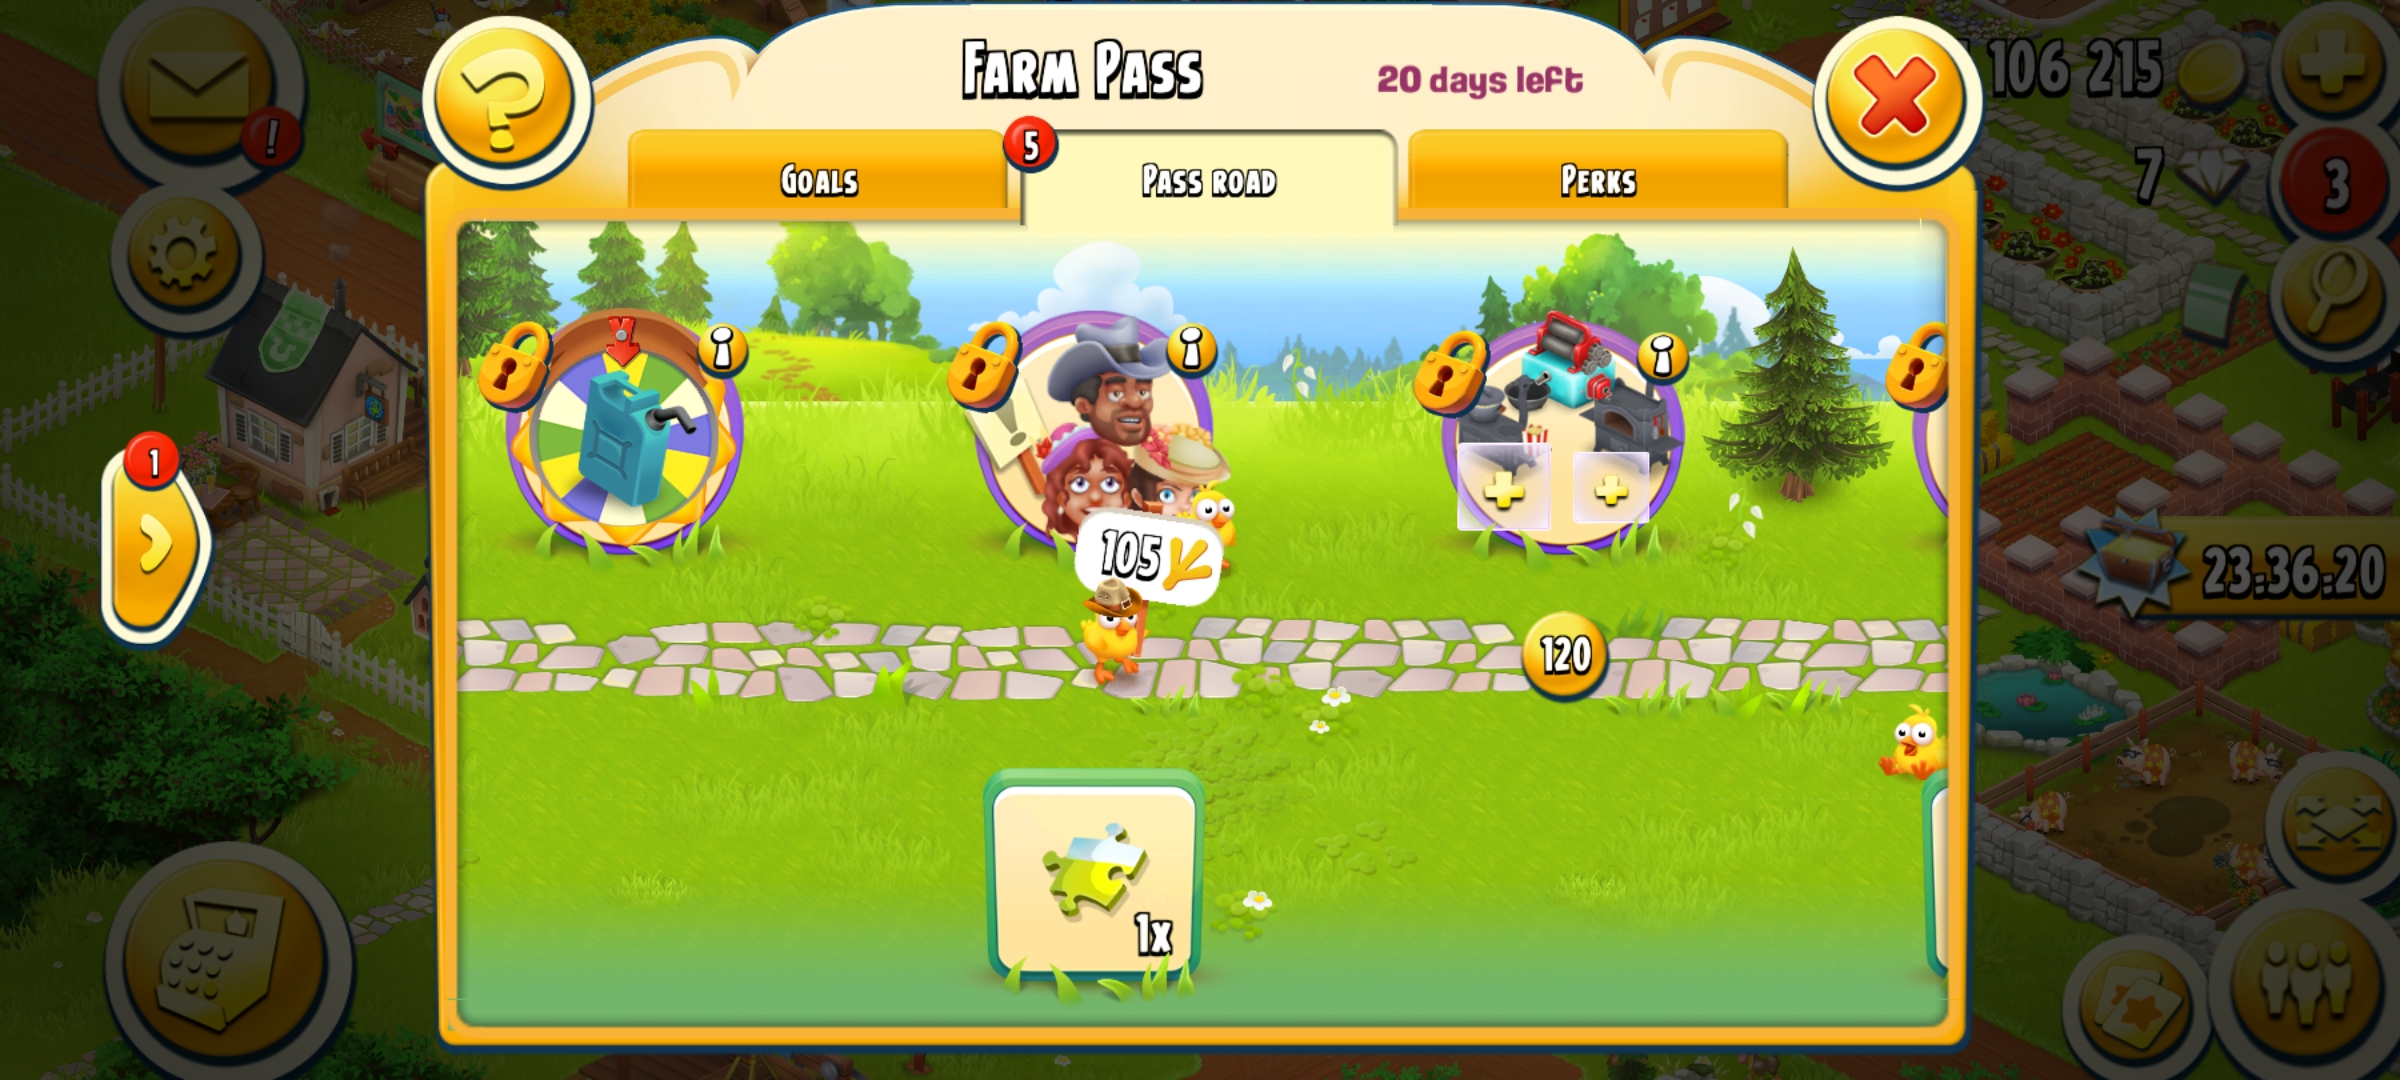 FARM PASS
20 days left
106 215
7
3
!
5
GOALS
PASS ROAD
PERKS
i
i
i
1
105
120
23:36:20
1x